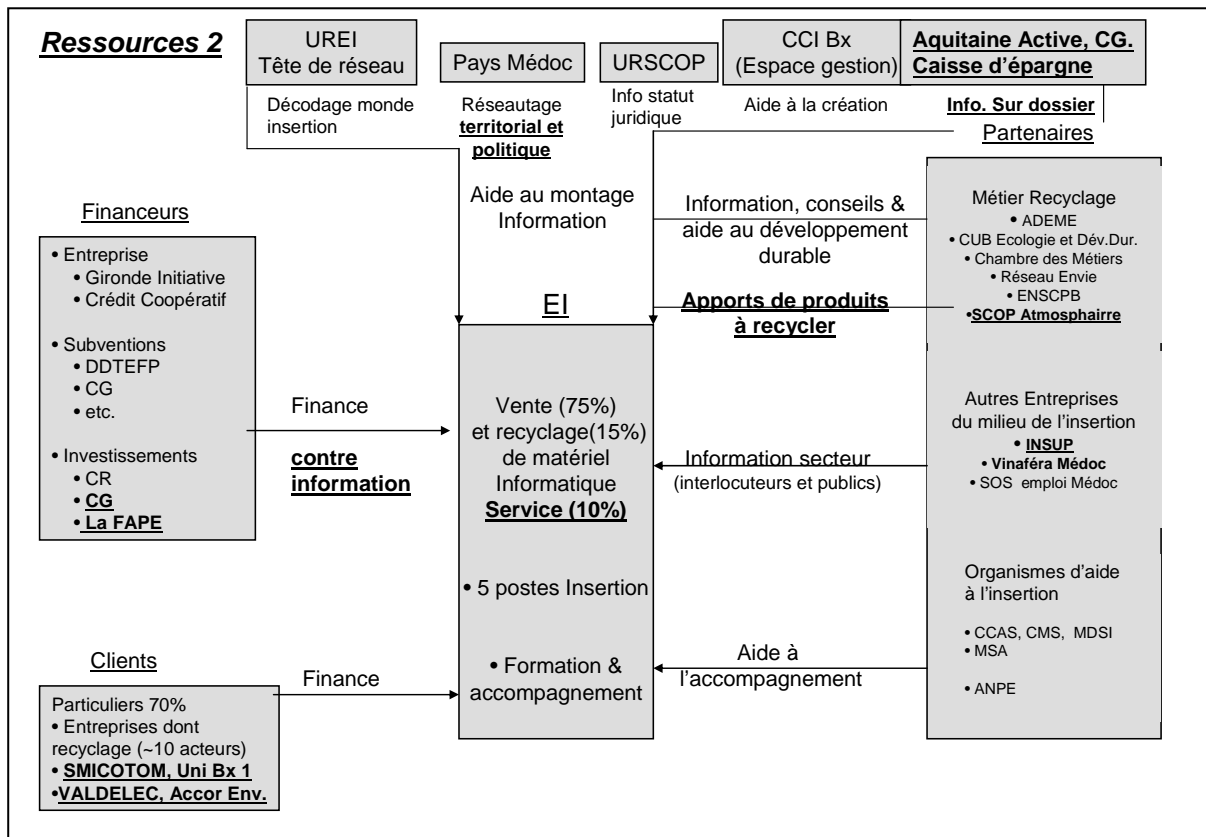 Ressources 2
UREI
Tête de réseau
Pays Médoc
URSCOP
CCI Bx
(Espace gestion)
Aquitaine Active, CG.
Caisse d'épargne
Décodage monde
insertion
Réseautage
territorial et
politique
Info statut
juridique
Aide à la création
Info. Sur dossier
Partenaires
Aide au montage
Information
Financeurs
• Entreprise
• Gironde Initiative
• Crédit Coopératif
• Subventions
• DDTEFP
• CG
• etc.
• Investissements
• CR
• CG
• La FAPE
Finance
contre
information
Clients
Particuliers 70%
• Entreprises dont
recyclage (~10 acteurs)
• SMICOTOM, Uni Bx 1
•VALDELEC, Accor Env.
Finance
EI
Vente (75%)
et recyclage(15%)
de matériel
Informatique
Service (10%)
• 5 postes Insertion
• Formation &
accompagnement
Information, conseils &
aide au développement
durable
Apports de produits
à recycler
Information secteur
(interlocuteurs et publics)
Aide à
l'accompagnement
Métier Recyclage
• ADEME
• CUB Ecologie et Dév.Dur.
• Chambre des Métiers
• Réseau Envie
• ENSCPB
•SCOP Atmosphairre
Autres Entreprises
du milieu de l'insertion
• INSUP
• Vinaféra Médoc
• SOS emploi Médoc
Organismes d'aide
à l'insertion
• CCAS, CMS, MDSI
• MSA
• ANPE